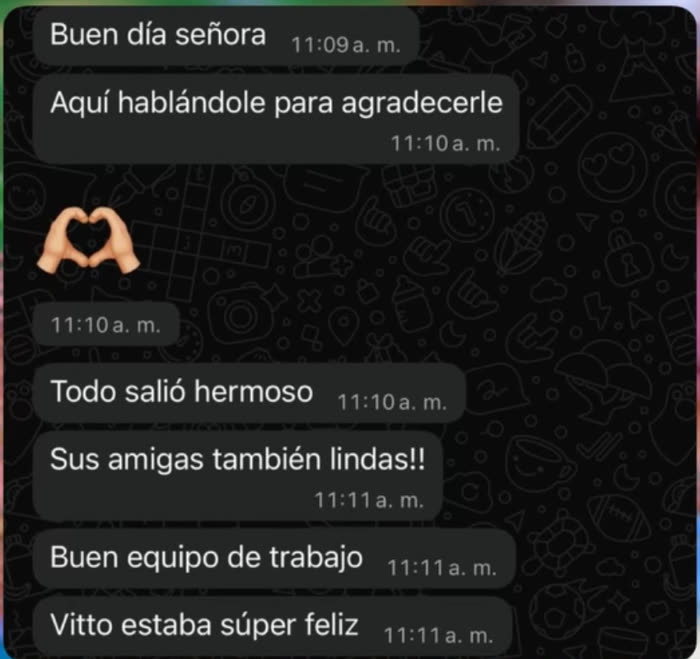 Buen día señora 11:09 a. m.
Aquí hablándole para agradecerle
11:10 a. m.
11:10 a. m.
Todo salió hermoso 11:10 a. m.
Sus amigas también lindas!!
11:11 a. m.
Buen equipo de trabajo 11:11 a. m.
Vitto estaba súper feliz 11:11 a. m.